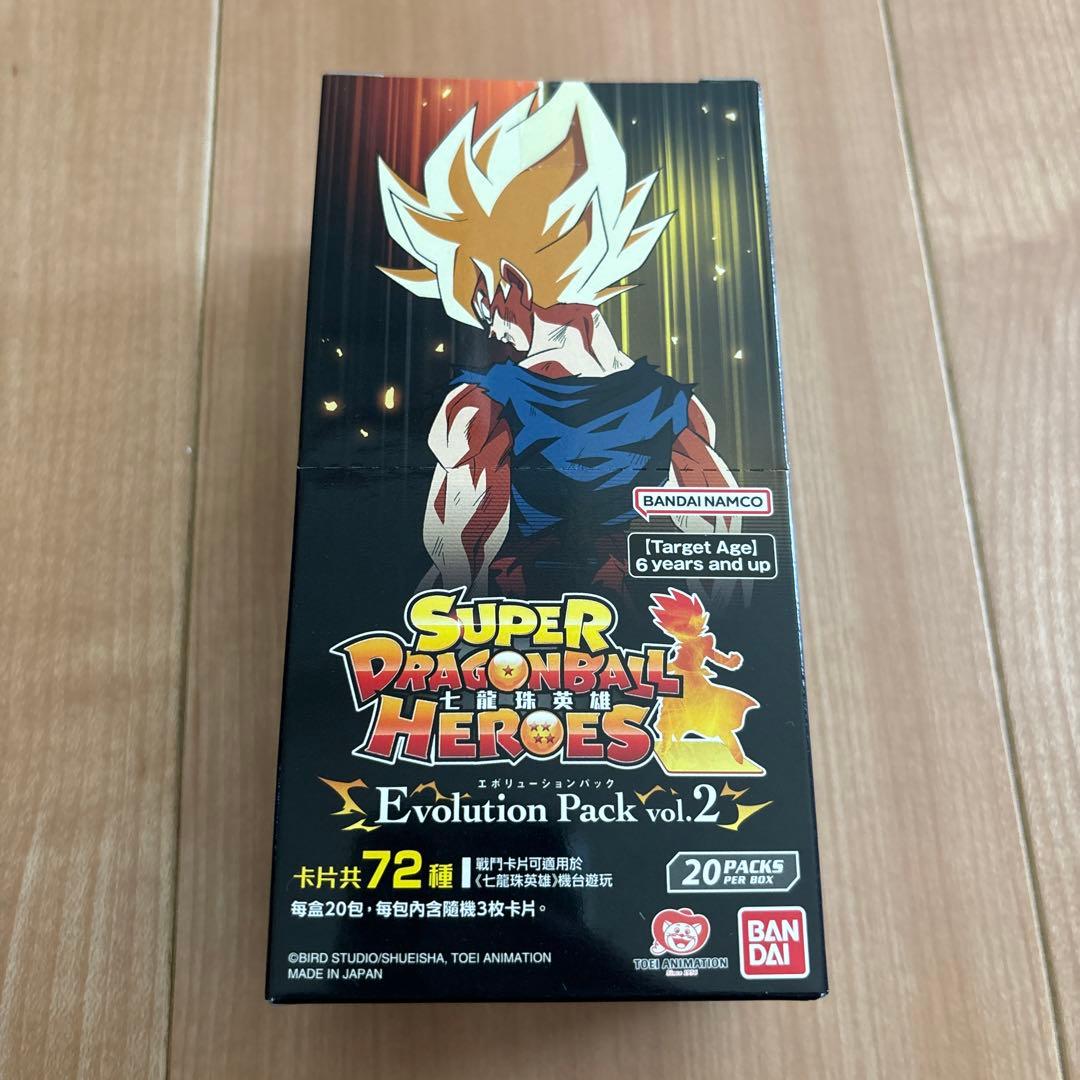 BANDAI NAMCO
【Target Age】
6 years and up
SUPER
DRAGONBALL
七龍珠英雄
HEROES
エボリューションパック
Evolution Pack vol.2
卡片共72種
戰鬥卡片可適用於
《七龍珠英雄》機台遊玩
20 PACKS
PER BOX
每盒20包，每包內含隨機3枚卡片。
©BIRD STUDIO/SHUEISHA, TOEI ANIMATION
MADE IN JAPAN
TOEI ANIMATION
Since 1956
BAN
DAI